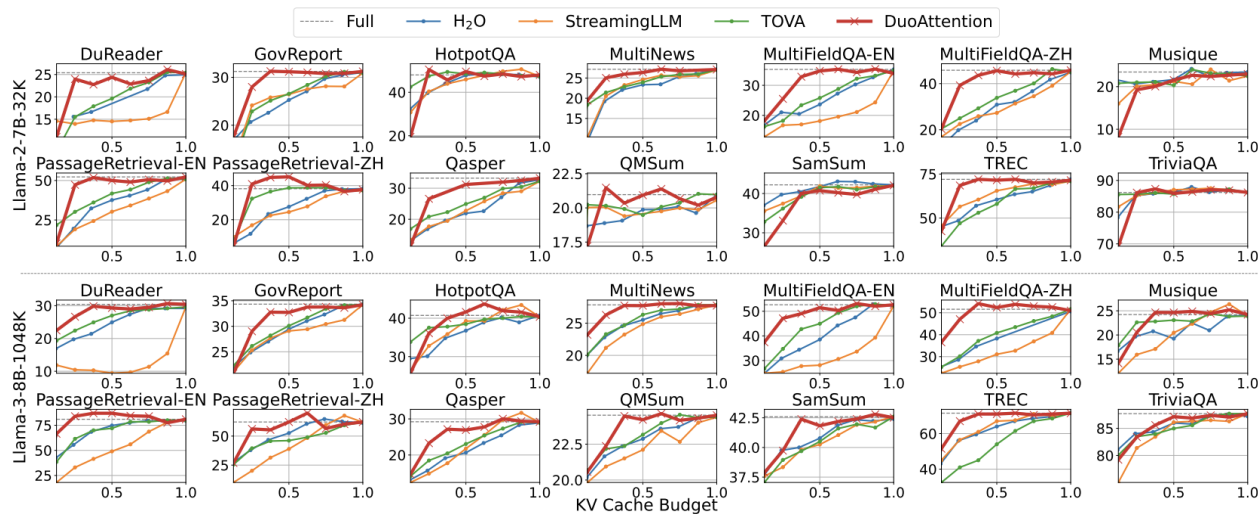 Full H₂O StreamingLLM TOVA DuoAttention
Llama-2-7B-32K
DuReader GovReport HotpotQA MultiNews MultiFieldQA-EN MultiFieldQA-ZH Musique
25 20 15
30 25 20
40 20
25 20 15
30 20
40 20
20 10
PassageRetrieval-EN PassageRetrieval-ZH Qasper QMSum SamSum TREC TriviaQA
50 25
40 20
30 20
20.0 17.5
40 30
75 50
90 80 70
0.5 1.0 0.5 1.0 0.5 1.0 0.5 1.0 0.5 1.0 0.5 1.0 0.5 1.0
Llama-3-8B-1048K
DuReader GovReport HotpotQA MultiNews MultiFieldQA-EN MultiFieldQA-ZH Musique
30 20 10
35 30 25
40 30
25 20
50 40 30
50 25
25 20 15
PassageRetrieval-EN PassageRetrieval-ZH Qasper QMSum SamSum TREC TriviaQA
75 50 25
50 25
30 20
22.5 20.0
42.5 40.0 37.5
60 40
85 80
0.5 1.0 0.5 1.0 0.5 1.0 0.5 1.0 0.5 1.0 0.5 1.0 0.5 1.0
KV Cache Budget